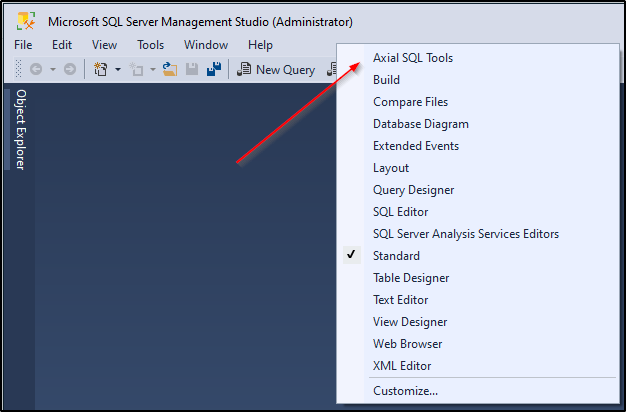 Microsoft SQL Server Management Studio (Administrator)
File Edit View Tools Window Help
New Query
Object Explorer
Axial SQL Tools
Build
Compare Files
Database Diagram
Extended Events
Layout
Query Designer
SQL Editor
SQL Server Analysis Services Editors
Standard
Table Designer
Text Editor
View Designer
Web Browser
XML Editor
Customize...